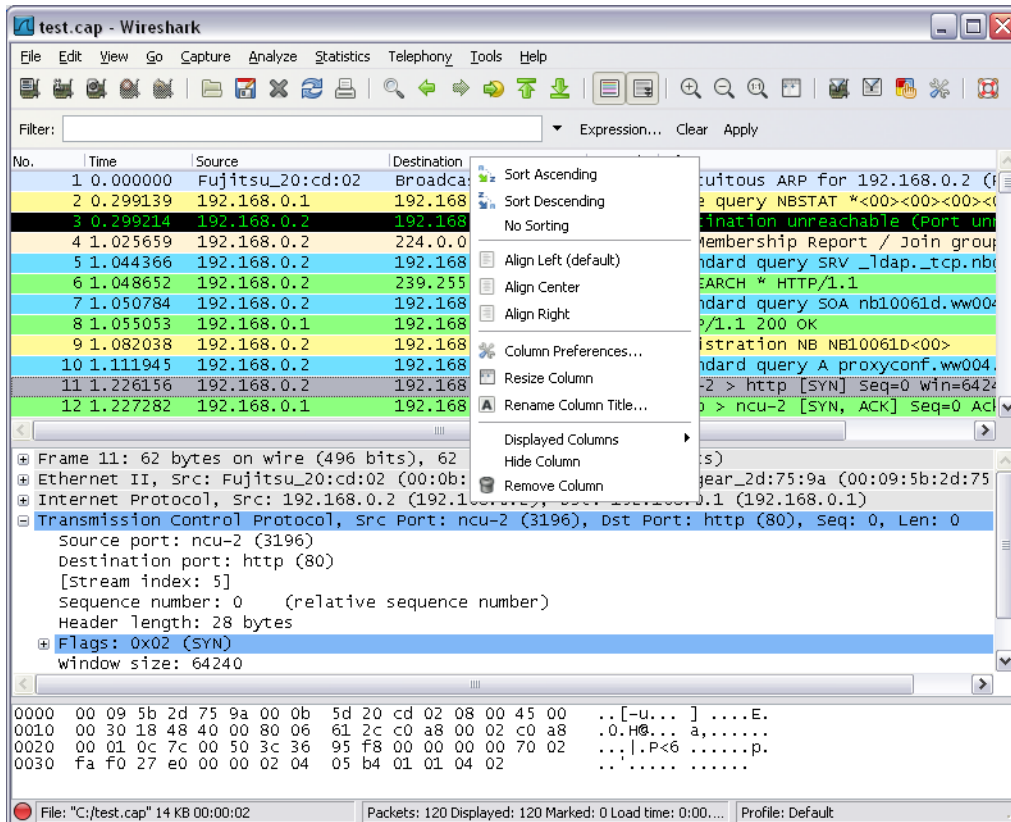 test.cap - Wireshark
File Edit View Go Capture Analyze Statistics Telephony Tools Help
Filter: Expression... Clear Apply
No. Time Source Destination
1 0.000000 Fujitsu_20:cd:02 Broadca uitous ARP for 192.168.0.2 (
2 0.299139 192.168.0.1 192.168 e query NBSTAT *<00><00><00><
3 0.299214 192.168.0.2 192.168 tination unreachable (Port un
4 1.025659 192.168.0.2 224.0.0 Membership Report / Join group
5 1.044366 192.168.0.2 192.168 ndard query SRV _ldap._tcp.nbg
6 1.048652 192.168.0.2 239.255 EARCH * HTTP/1.1
7 1.050784 192.168.0.2 192.168 ndard query SOA nb10061d.ww004
8 1.055053 192.168.0.1 192.168 P/1.1 200 OK
9 1.082038 192.168.0.2 192.168 istration NB NB10061D<00>
10 1.111945 192.168.0.2 192.168 ndard query A proxyconf.ww004.
11 1.226156 192.168.0.2 192.168 -2 > http [SYN] Seq=0 Win=6424
12 1.227282 192.168.0.1 192.168 > ncu-2 [SYN, ACK] Seq=0 Ack
Sort Ascending
Sort Descending
No Sorting
Align Left (default)
Align Center
Align Right
Column Preferences...
Resize Column
Rename Column Title...
Displayed Columns
Hide Column
Remove Column
Frame 11: 62 bytes on wire (496 bits), 62 s)
Ethernet II, Src: Fujitsu_20:cd:02 (00:0b: gear_2d:75:9a (00:09:5b:2d:75
Internet Protocol, Src: 192.168.0.2 (192.168.0.2), Dst: 192.168.0.1 (192.168.0.1)
Transmission Control Protocol, Src Port: ncu-2 (3196), Dst Port: http (80), Seq: 0, Len: 0
Source port: ncu-2 (3196)
Destination port: http (80)
[Stream index: 5]
Sequence number: 0 (relative sequence number)
Header length: 28 bytes
Flags: 0x02 (SYN)
Window size: 64240
0000 00 09 5b 2d 75 9a 00 0b 5d 20 cd 02 08 00 45 00 ..[-u... ] ....E.
0010 00 30 18 48 40 00 80 06 61 2c c0 a8 00 02 c0 a8 .0.H@... a,......
0020 00 01 0c 7c 00 50 3c 36 95 f8 00 00 00 00 70 02 ...|.P<6 ......p.
0030 fa f0 27 e0 00 00 02 04 05 b4 01 01 04 02 ..'..... ......
File: "C:/test.cap" 14 KB 00:00:02 Packets: 120 Displayed: 120 Marked: 0 Load time: 0:00.... Profile: Default